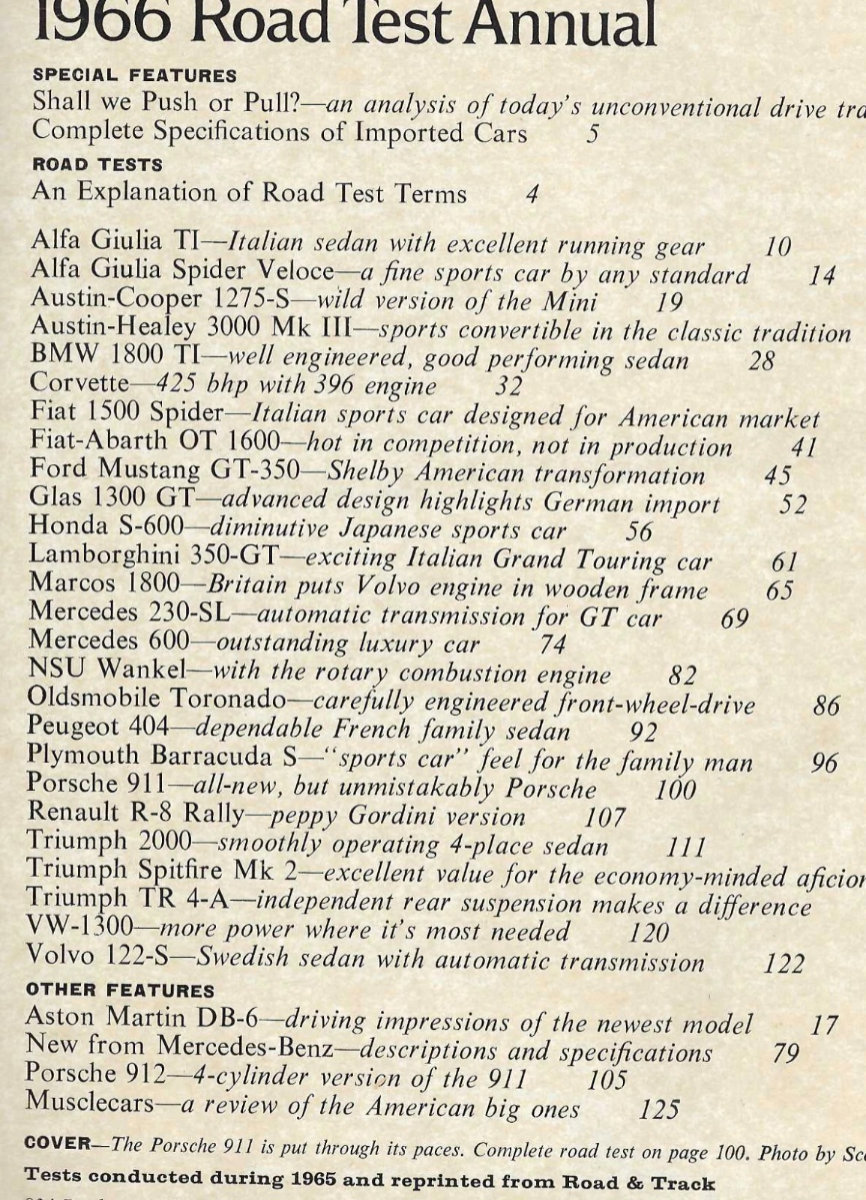 1966 Road Test Annual
SPECIAL FEATURES
Shall we Push or Pull?—an analysis of today's unconventional drive
Complete Specifications of Imported Cars 5
ROAD TESTS
An Explanation of Road Test Terms 4
Alfa Giulia TI—Italian sedan with excellent running gear 10
Alfa Giulia Spider Veloce—a fine sports car by any standard 14
Austin-Cooper 1275-S—wild version of the Mini 19
Austin-Healey 3000 Mk III—sports convertible in the classic tradition
BMW 1800 TI—well engineered, good performing sedan 28
Corvette—425 bhp with 396 engine 32
Fiat 1500 Spider—Italian sports car designed for American market
Fiat-Abarth OT 1600—hot in competition, not in production 41
Ford Mustang GT-350—Shelby American transformation 45
Glas 1300 GT—advanced design highlights German import 52
Honda S-600—diminutive Japanese sports car 56
Lamborghini 350-GT—exciting Italian Grand Touring car 61
Marcos 1800—Britain puts Volvo engine in wooden frame 65
Mercedes 230-SL—automatic transmission for GT car 69
Mercedes 600—outstanding luxury car 74
NSU Wankel—with the rotary combustion engine 82
Oldsmobile Toronado—carefully engineered front-wheel-drive 86
Peugeot 404—dependable French family sedan 92
Plymouth Barracuda S—"sports car" feel for the family man 96
Porsche 911—all-new, but unmistakably Porsche 100
Renault R-8 Rally—peppy Gordini version 107
Triumph 2000—smoothly operating 4-place sedan 111
Triumph Spitfire Mk 2—excellent value for the economy-minded
Triumph TR 4-A—independent rear suspension makes a difference
VW-1300—more power where it's most needed 120
Volvo 122-S—Swedish sedan with automatic transmission 122
OTHER FEATURES
Aston Martin DB-6—driving impressions of the newest model 17
New from Mercedes-Benz—descriptions and specifications 79
Porsche 912—4-cylinder version of the 911 105
Musclecars—a review of the American big ones 125
COVER—The Porsche 911 is put through its paces. Complete road test on page 100. Photo by
Tests conducted during 1965 and reprinted from Road & Track